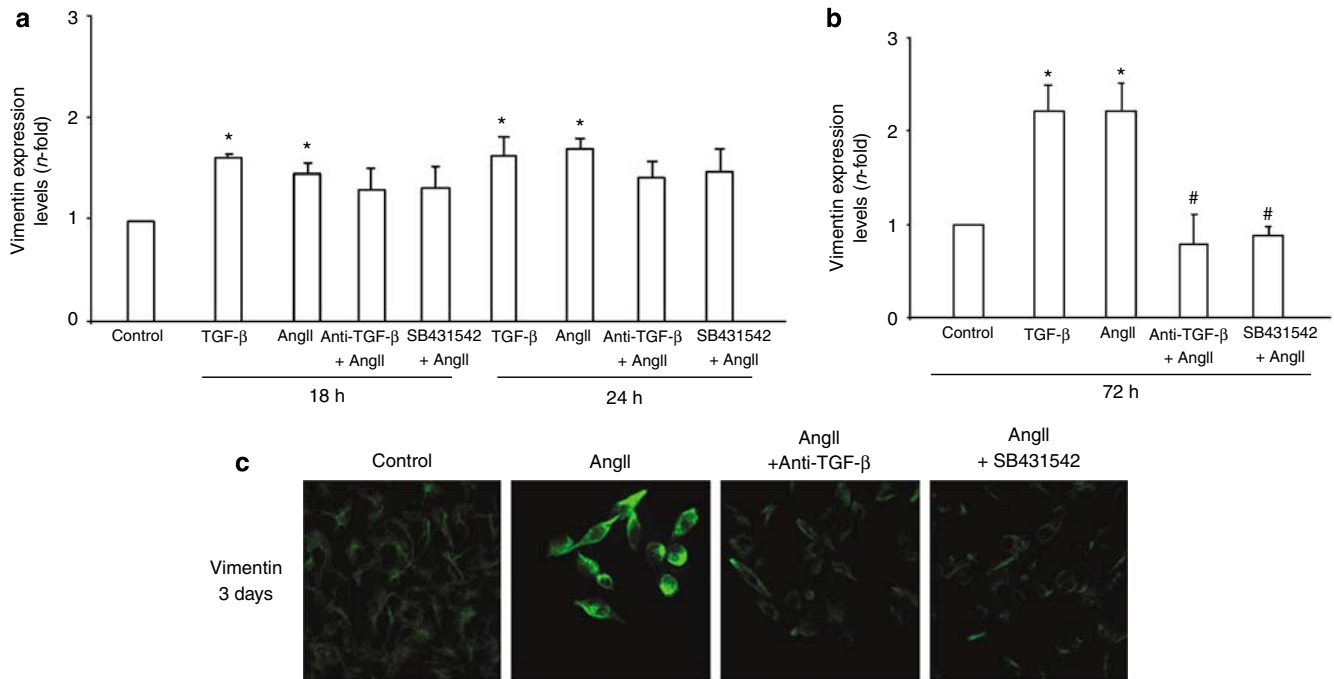 a
3
2
1
0
Vimentin expression
levels (n-fold)
*
*
*
*
Control
TGF-β
AngII
Anti-TGF-β
+ AngII
SB431542
+ AngII
TGF-β
AngII
Anti-TGF-β
+ AngII
SB431542
+ AngII
18 h
24 h
b
3
2
1
0
Vimentin expression
levels (n-fold)
*
*
#
#
Control
TGF-β
AngII
Anti-TGF-β
+ AngII
SB431542
+ AngII
72 h
c
Control
AngII
AngII
+Anti-TGF-β
AngII
+ SB431542
Vimentin
3 days